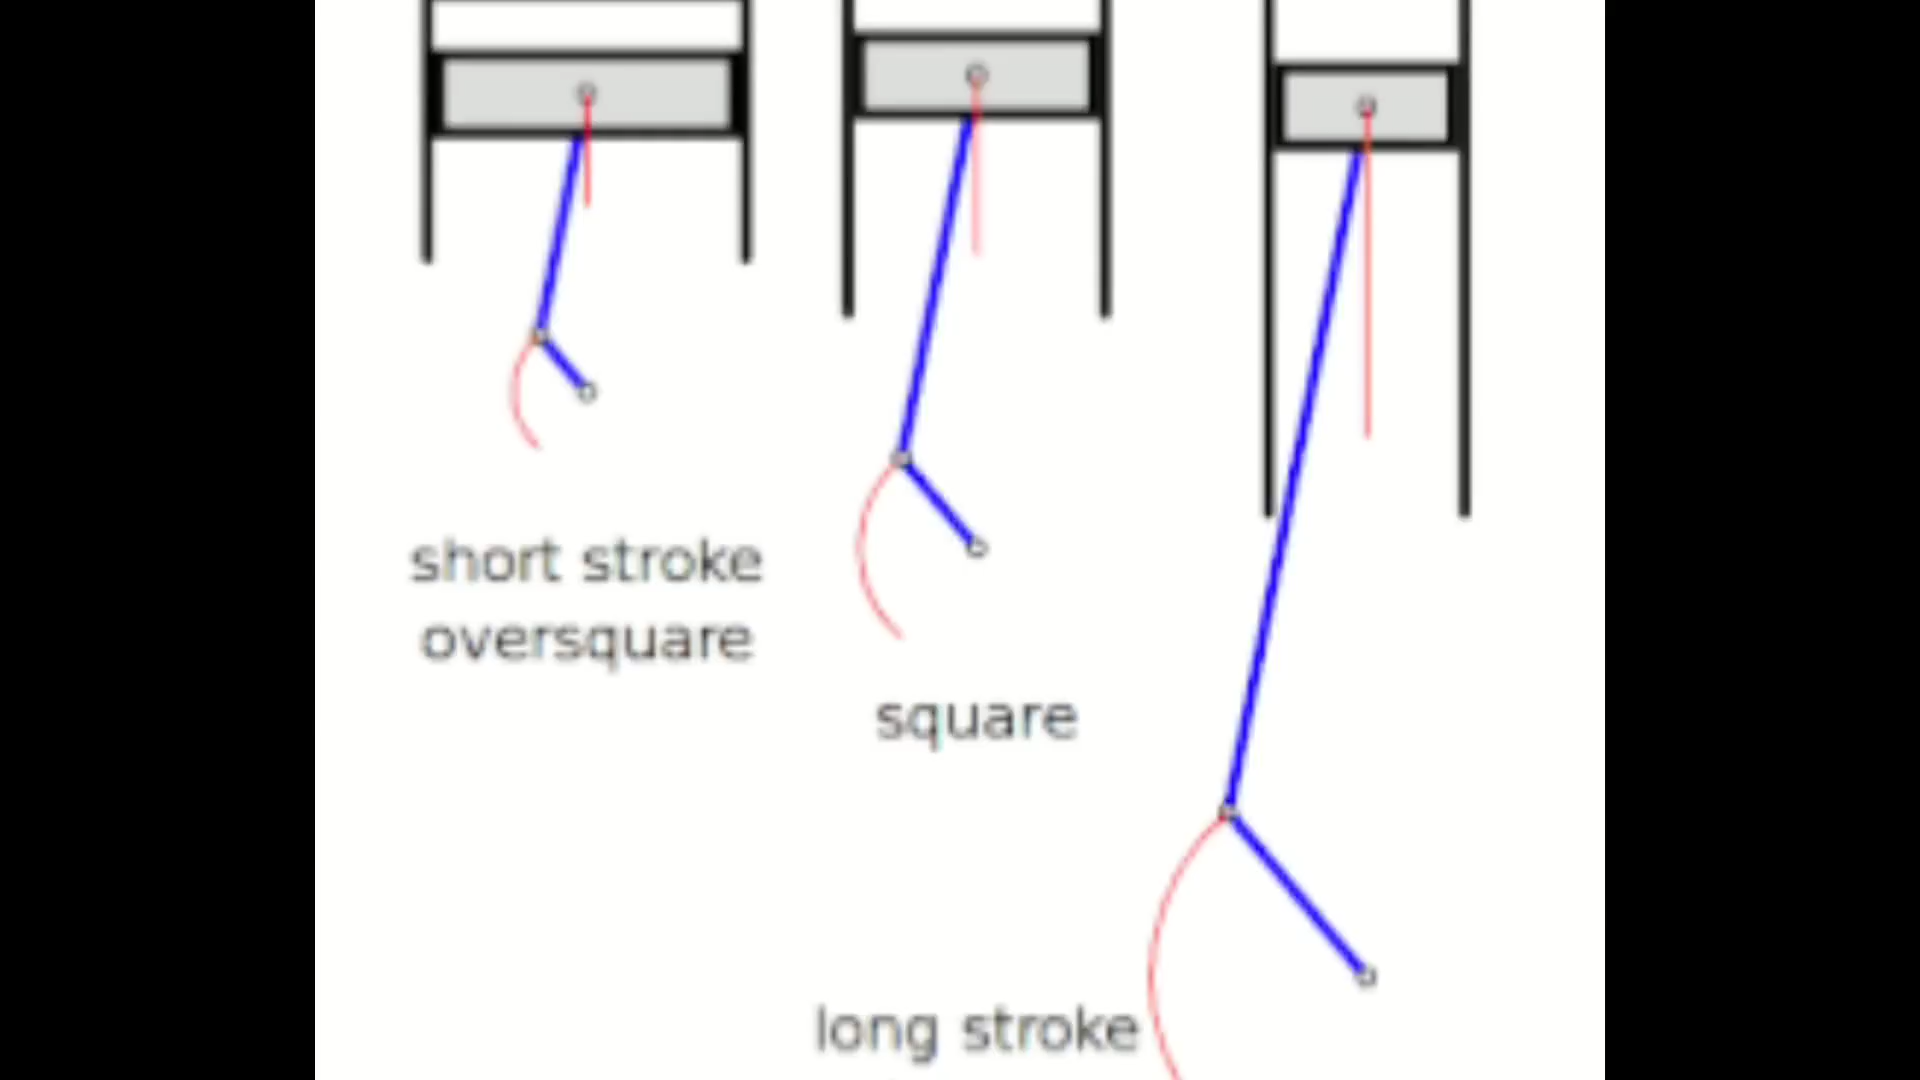 short stroke
oversquare
square
long stroke